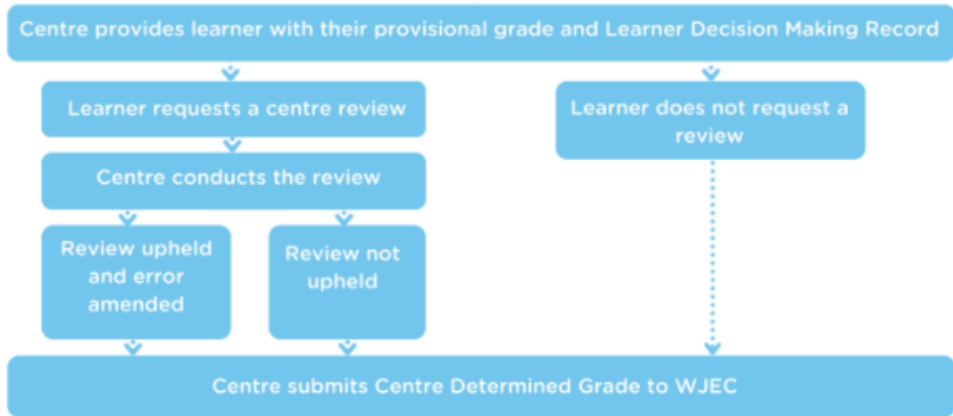 Centre provides learner with their provisional grade and Learner Decision Making Record
Learner requests a centre review
Learner does not request a
review
Centre conducts the review
Review upheld
and error
amended
Review not
upheld
Centre submits Centre Determined Grade to WJEC